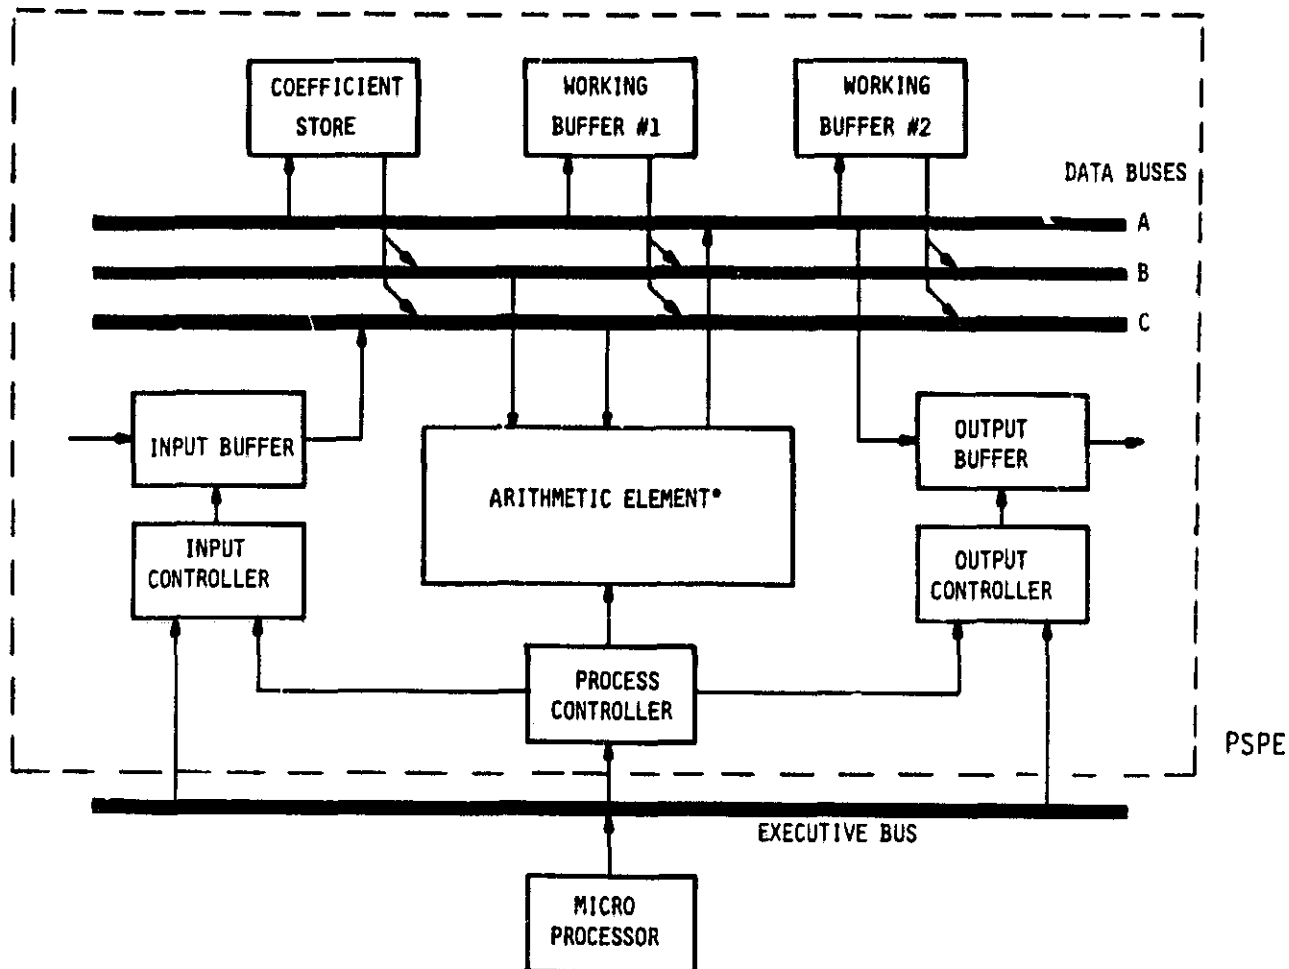 COEFFICIENT
STORE
WORKING
BUFFER #1
WORKING
BUFFER #2
DATA BUSES
A
B
C
INPUT BUFFER
ARITHMETIC ELEMENT*
OUTPUT
BUFFER
INPUT
CONTROLLER
OUTPUT
CONTROLLER
PROCESS
CONTROLLER
PSPE
EXECUTIVE BUS
MICRO
PROCESSOR